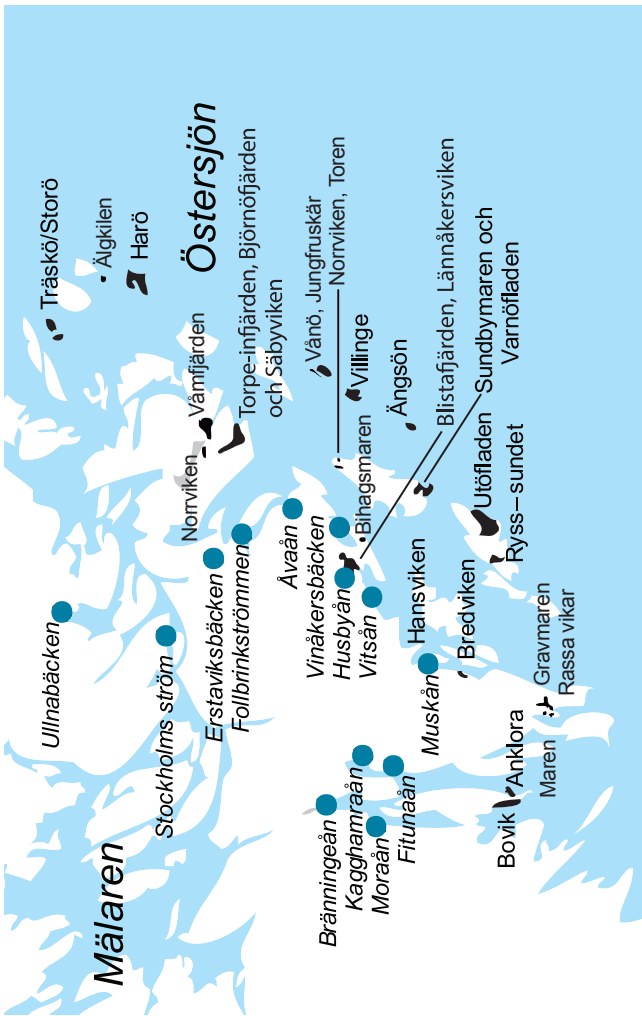 Träskö/Storö
Älgkilen
Harö
Östersjön
Våmfjärden
Norrviken
Torpe-infjärden, Björnöfjärden
och Säbyviken
Vånö, Jungfruskär
Norrviken, Toren
Villinge
Ängsön
Bihagsmaren
Blistafjärden, Lännåkersviken
Sundbymaren och
Varnöfladen
Utöfladen
Ryss–sundet
Ullnabäcken
Stockholms ström
Erstaviksbäcken
Follbrinkströmmen
Åvaån
Vinåkersbäcken
Husbyån
Vitsån
Hansviken
Muskån
Bredviken
Gravmaren
Rassa vikar
Mälaren
Bränningeån
Kagghamraån
Moraån
Fitunaån
Bovik
Anklora
Maren